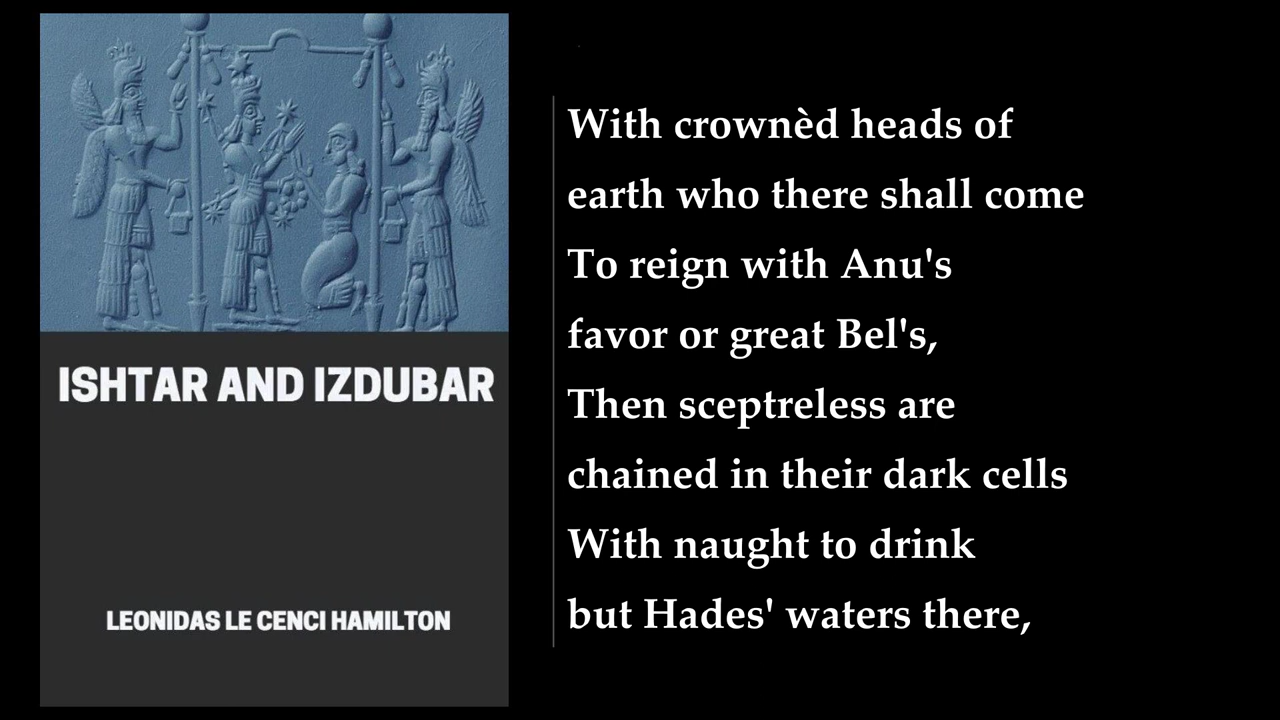 ISHTAR AND IZDUBAR
LEONIDAS LE CENCI HAMILTON
With crownèd heads of
earth who there shall come
To reign with Anu's
favor or great Bel's,
Then sceptreless are
chained in their dark cells
With naught to drink
but Hades' waters there,